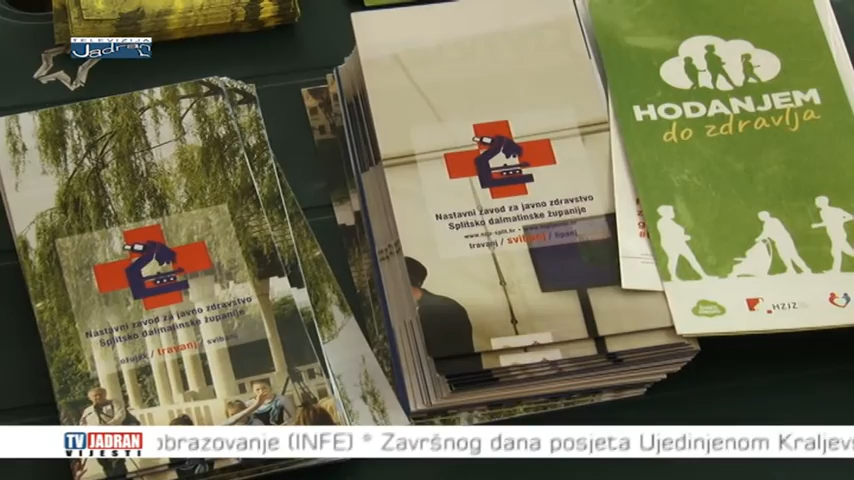 TELEVIZIJA
Jadran
Nastavni zavod za javno zdravstvo
Splitsko dalmatinske županije
ožujak / travanj / svibanj
Nastavni zavod za javno zdravstvo
Splitsko dalmatinske županije
travanj / svibanj / lipanj
HODANJEM
do zdravlja
HZJZ
TV JADRAN
VIJESTI
obrazovanje (INFE) * Završnog dana posjeta Ujedinjenom Kraljevs